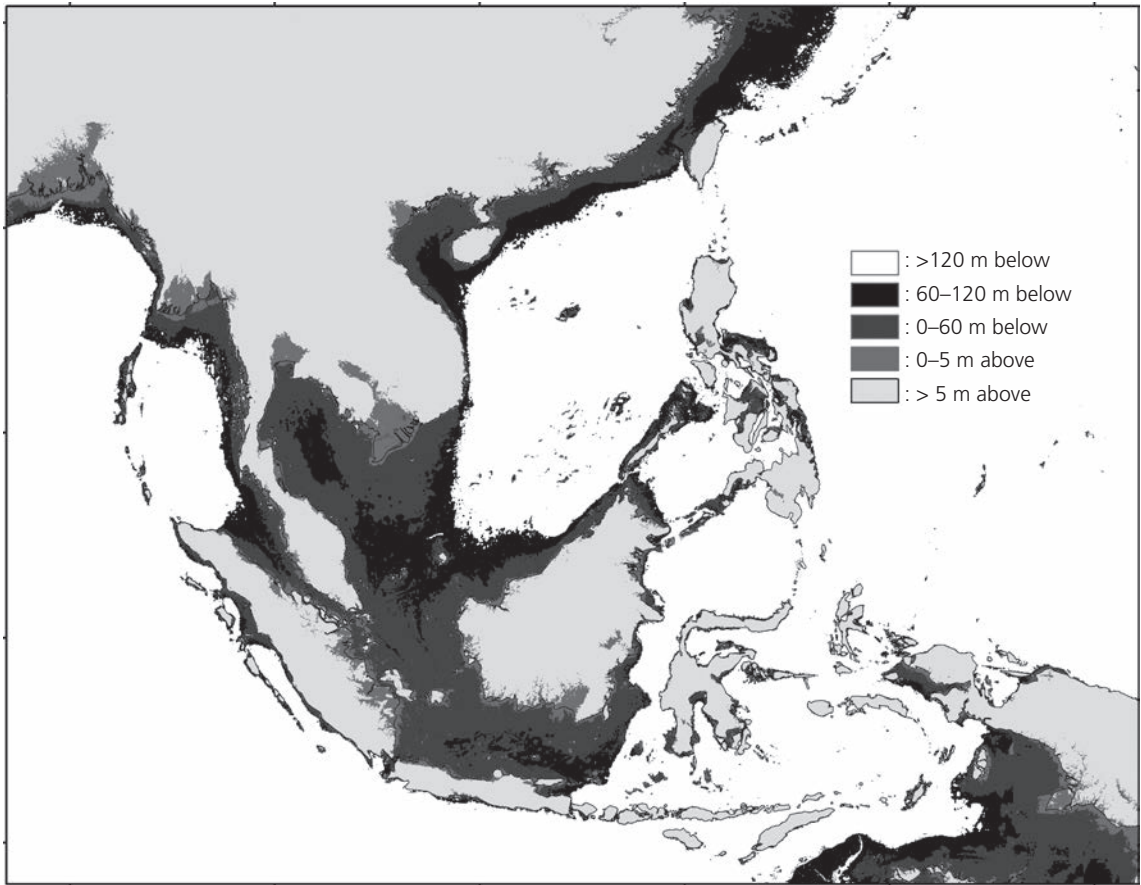 : >120 m below
: 60–120 m below
: 0–60 m below
: 0–5 m above
: > 5 m above